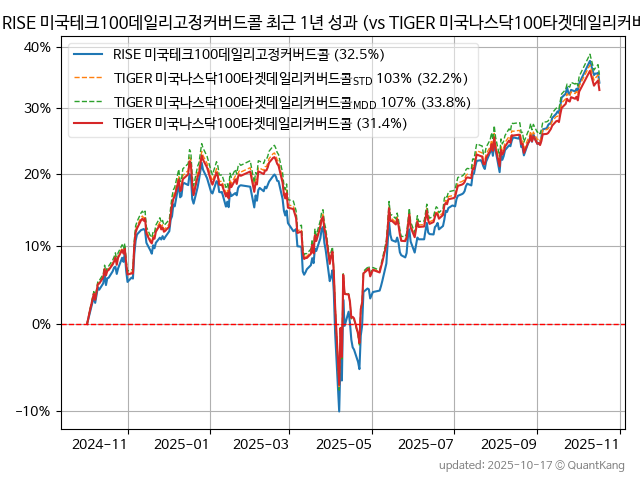 RISE 미국테크100데일리고정커버드콜 최근 1년 성과 (vs TIGER 미국나스닥100타겟데일리커버
40%
30%
20%
10%
0%
−10%
RISE 미국테크100데일리고정커버드콜 (32.5%)
TIGER 미국나스닥100타겟데일리커버드콜STD 103% (32.2%)
TIGER 미국나스닥100타겟데일리커버드콜MDD 107% (33.8%)
TIGER 미국나스닥100타겟데일리커버드콜 (31.4%)
2024-11 2025-01 2025-03 2025-05 2025-07 2025-09 2025-11
updated: 2025-10-17 © QuantKang